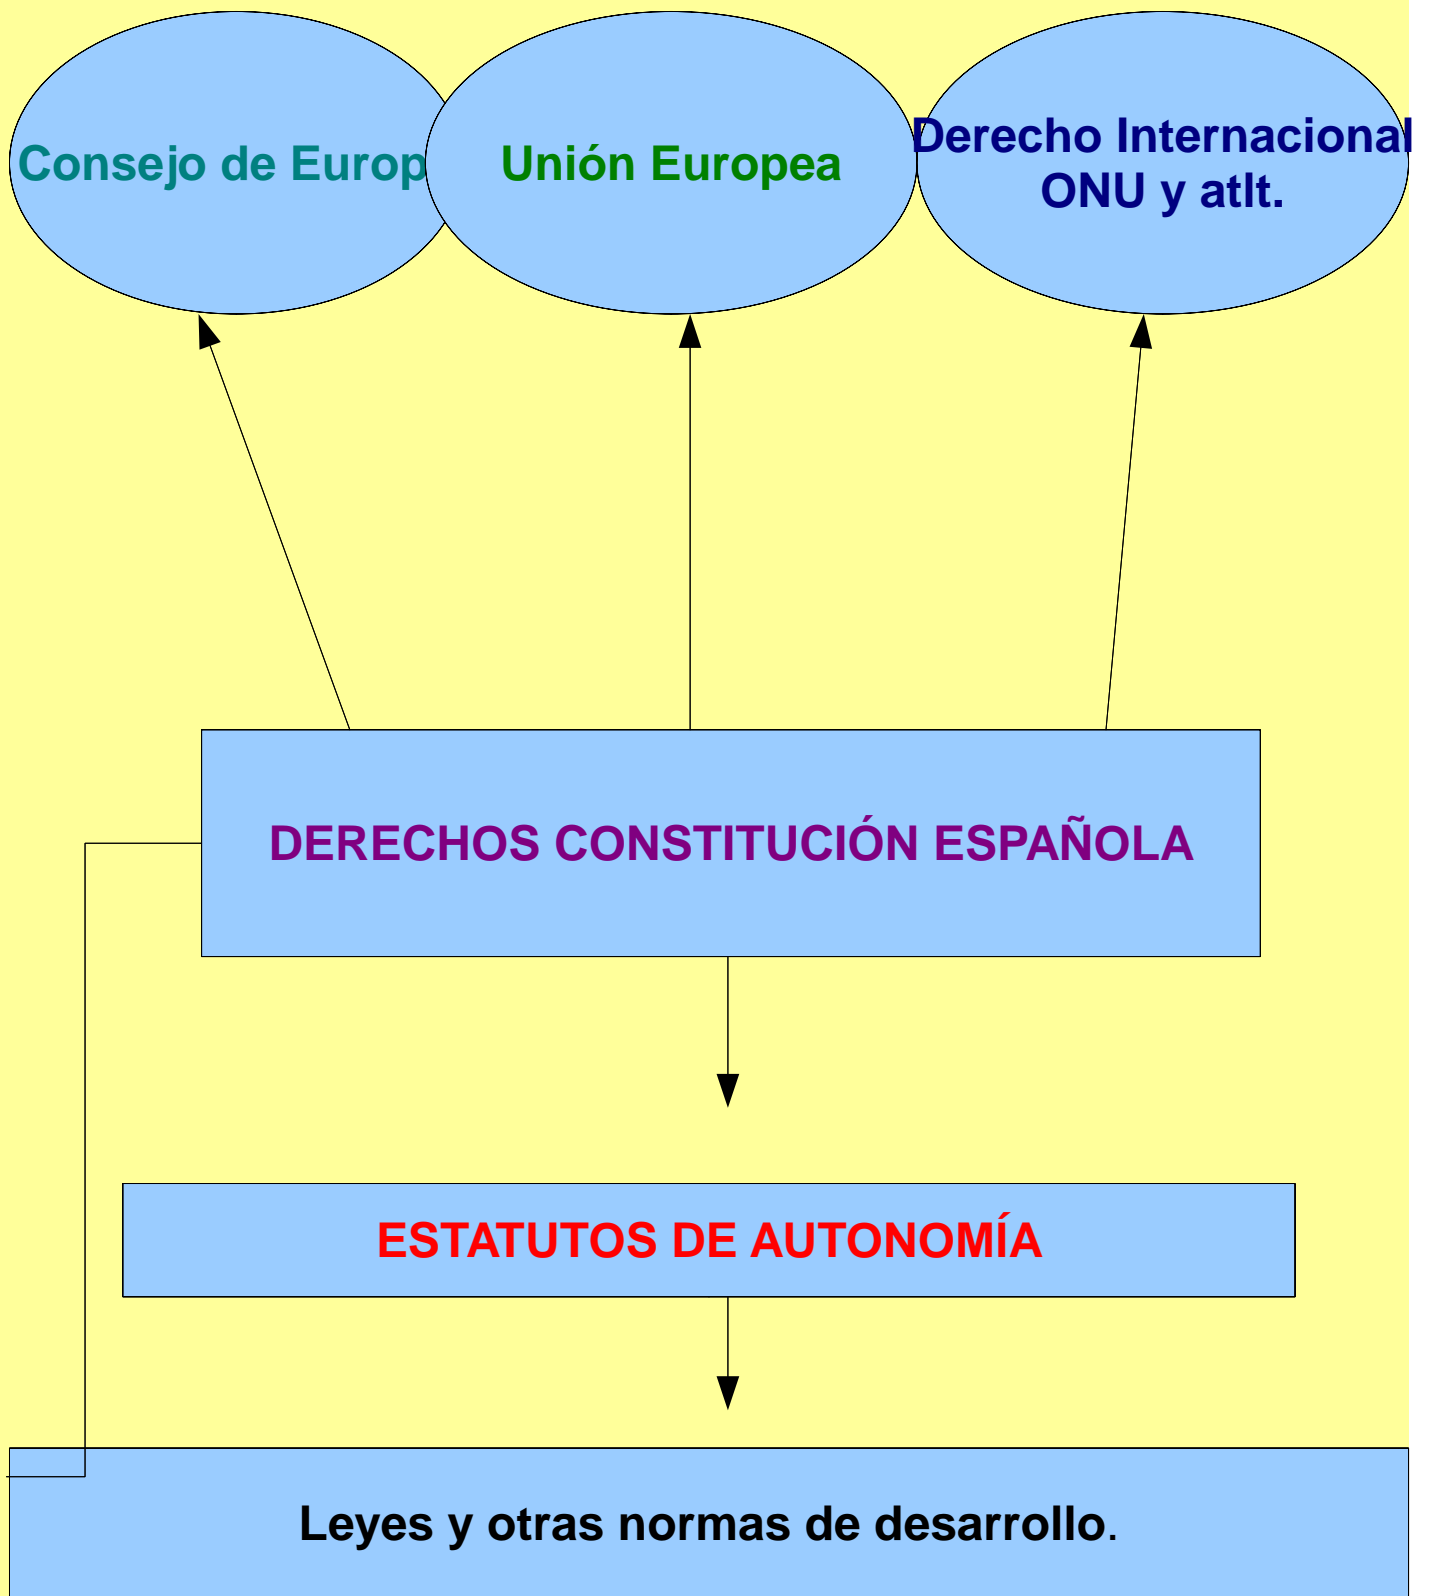 Consejo de Europ
Unión Europea
Derecho Internacional
ONU y atlt.
DERECHOS CONSTITUCIÓN ESPAÑOLA
ESTATUTOS DE AUTONOMÍA
Leyes y otras normas de desarrollo.